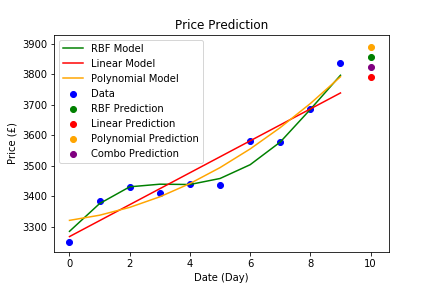 Price Prediction
3900
3800
3700
3600
3500
3400
3300
Price (£)
RBF Model
Linear Model
Polynomial Model
Data
RBF Prediction
Linear Prediction
Polynomial Prediction
Combo Prediction
0 2 4 6 8 10
Date (Day)